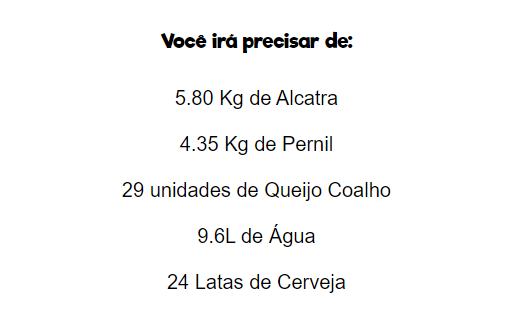 Você irá precisar de:
5.80 Kg de Alcatra
4.35 Kg de Pernil
29 unidades de Queijo Coalho
9.6L de Água
24 Latas de Cerveja